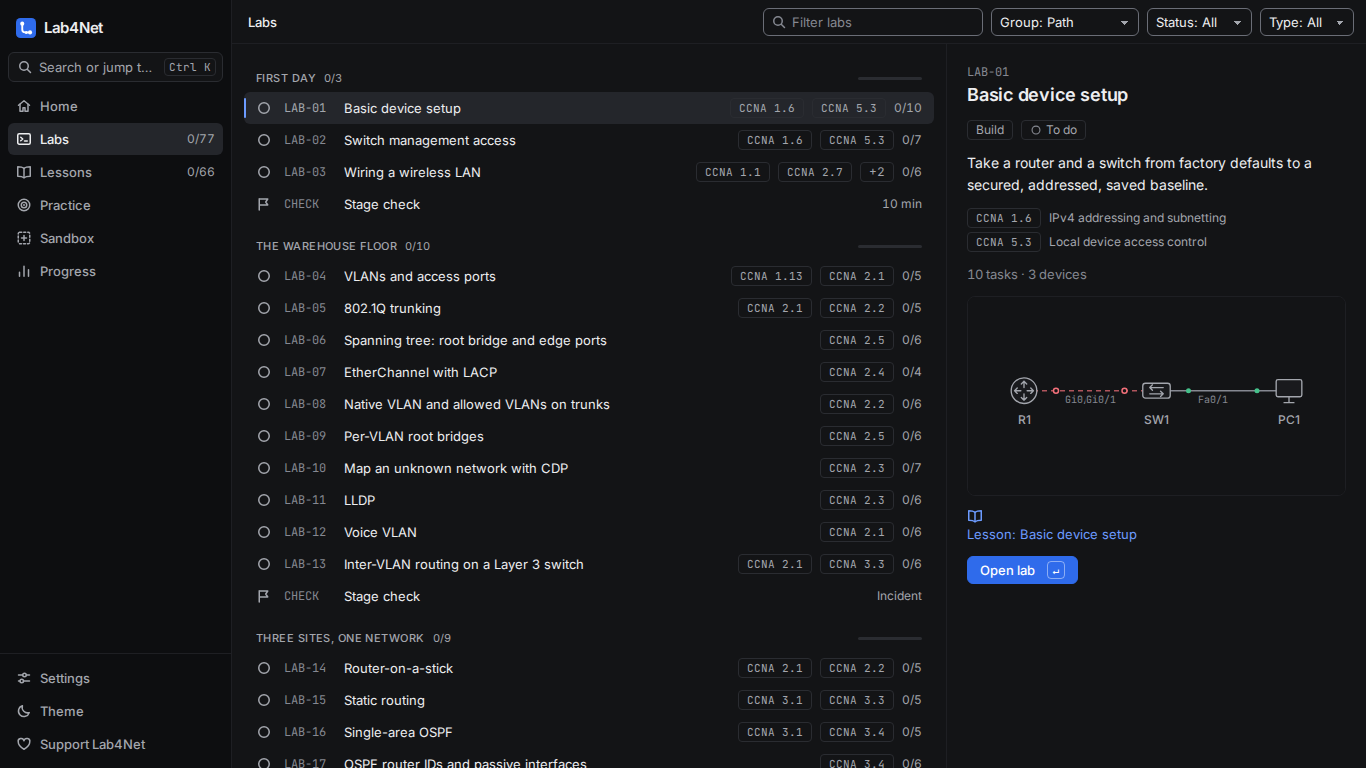 Lab4Net
Search or jump t... Ctrl K
Home
Labs 0/77
Lessons 0/66
Practice
Sandbox
Progress
Settings
Theme
Support Lab4Net
Labs
Filter labs
Group: Path
Status: All
Type: All
FIRST DAY 0/3
LAB-01 Basic device setup CCNA 1.6 CCNA 5.3 0/10
LAB-02 Switch management access CCNA 1.6 CCNA 5.3 0/7
LAB-03 Wiring a wireless LAN CCNA 1.1 CCNA 2.7 +2 0/6
CHECK Stage check 10 min
THE WAREHOUSE FLOOR 0/10
LAB-04 VLANs and access ports CCNA 1.13 CCNA 2.1 0/5
LAB-05 802.1Q trunking CCNA 2.1 CCNA 2.2 0/5
LAB-06 Spanning tree: root bridge and edge ports CCNA 2.5 0/6
LAB-07 EtherChannel with LACP CCNA 2.4 0/4
LAB-08 Native VLAN and allowed VLANs on trunks CCNA 2.2 0/6
LAB-09 Per-VLAN root bridges CCNA 2.5 0/6
LAB-10 Map an unknown network with CDP CCNA 2.3 0/7
LAB-11 LLDP CCNA 2.3 0/6
LAB-12 Voice VLAN CCNA 2.1 0/6
LAB-13 Inter-VLAN routing on a Layer 3 switch CCNA 2.1 CCNA 3.3 0/6
CHECK Stage check Incident
THREE SITES, ONE NETWORK 0/9
LAB-14 Router-on-a-stick CCNA 2.1 CCNA 2.2 0/5
LAB-15 Static routing CCNA 3.1 CCNA 3.3 0/5
LAB-16 Single-area OSPF CCNA 3.1 CCNA 3.4 0/5
LAB-17 OSPF router IDs and passive interfaces CCNA 3.4 0/6
LAB-01
Basic device setup
Build To do
Take a router and a switch from factory defaults to a
secured, addressed, saved baseline.
CCNA 1.6 IPv4 addressing and subnetting
CCNA 5.3 Local device access control
10 tasks · 3 devices
Gi0/1 Fa0/1
R1 SW1 PC1
Lesson: Basic device setup
Open lab ↵